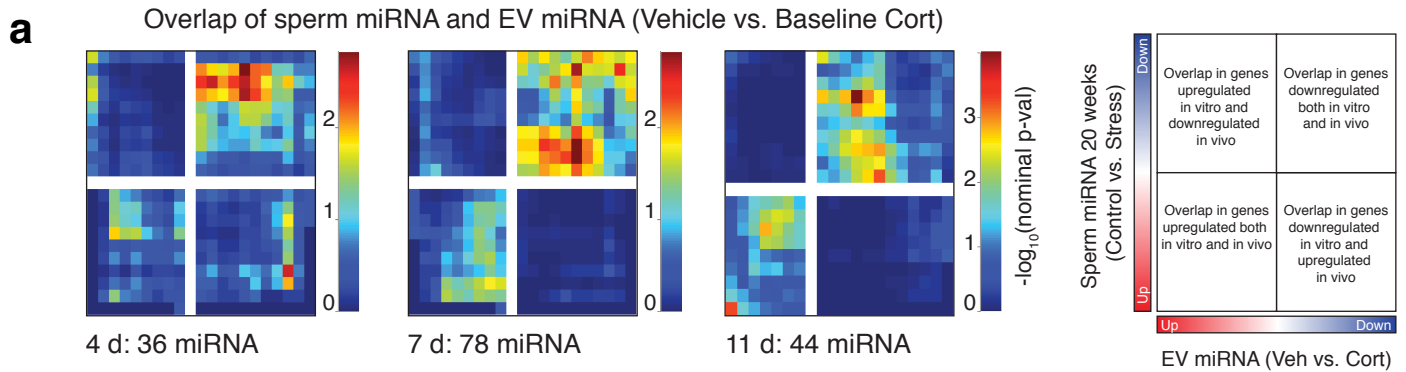 a
Overlap of sperm miRNA and EV miRNA (Vehicle vs. Baseline Cort)
2
1
0
4 d: 36 miRNA
2
1
0
7 d: 78 miRNA
3
2
1
0
11 d: 44 miRNA
-log10(nominal p-val)
Sperm miRNA 20 weeks
(Control vs. Stress)
Down
Up
Overlap in genes
upregulated
in vitro and
downregulated
in vivo
Overlap in genes
downregulated
both in vitro
and in vivo
Overlap in genes
upregulated both
in vitro and in vivo
Overlap in genes
downregulated
in vitro and
upregulated
in vivo
Up
Down
EV miRNA (Veh vs. Cort)